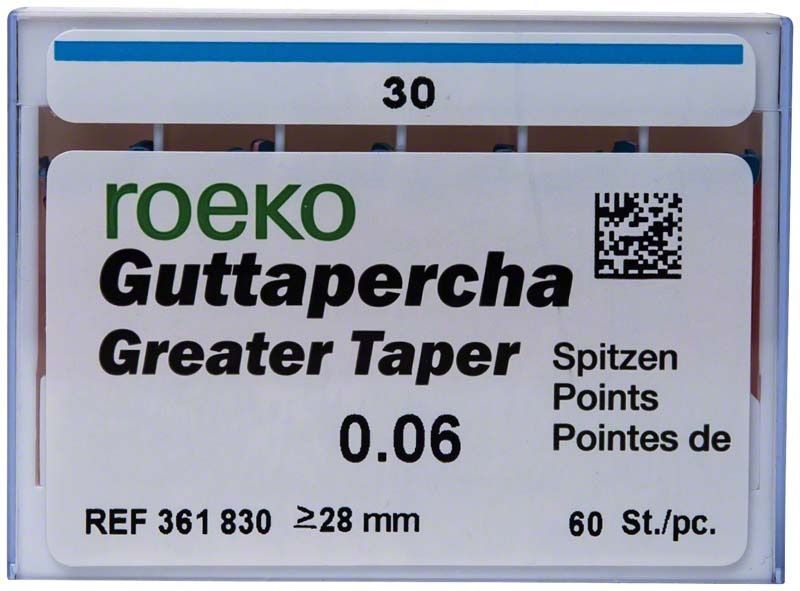 30
roeko
Guttapercha
Greater Taper
Spitzen
Points
Pointes de
0.06
REF 361 830 ≥28 mm 60 St./pc.